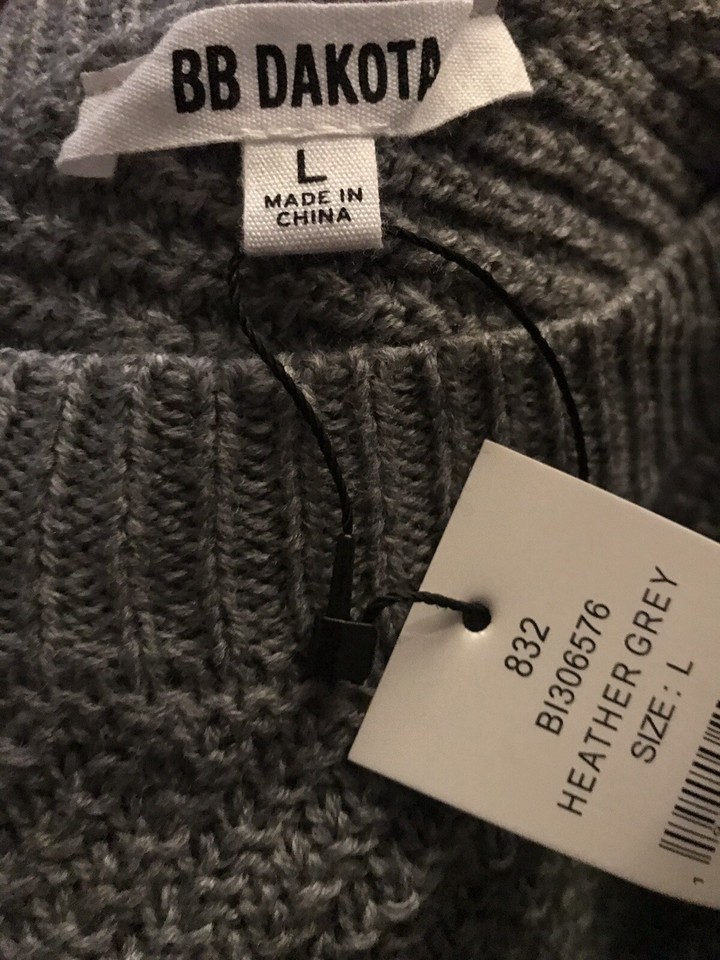 BB DAKOTA
L
MADE IN
CHINA
832
BI306576
HEATHER GREY
SIZE: L